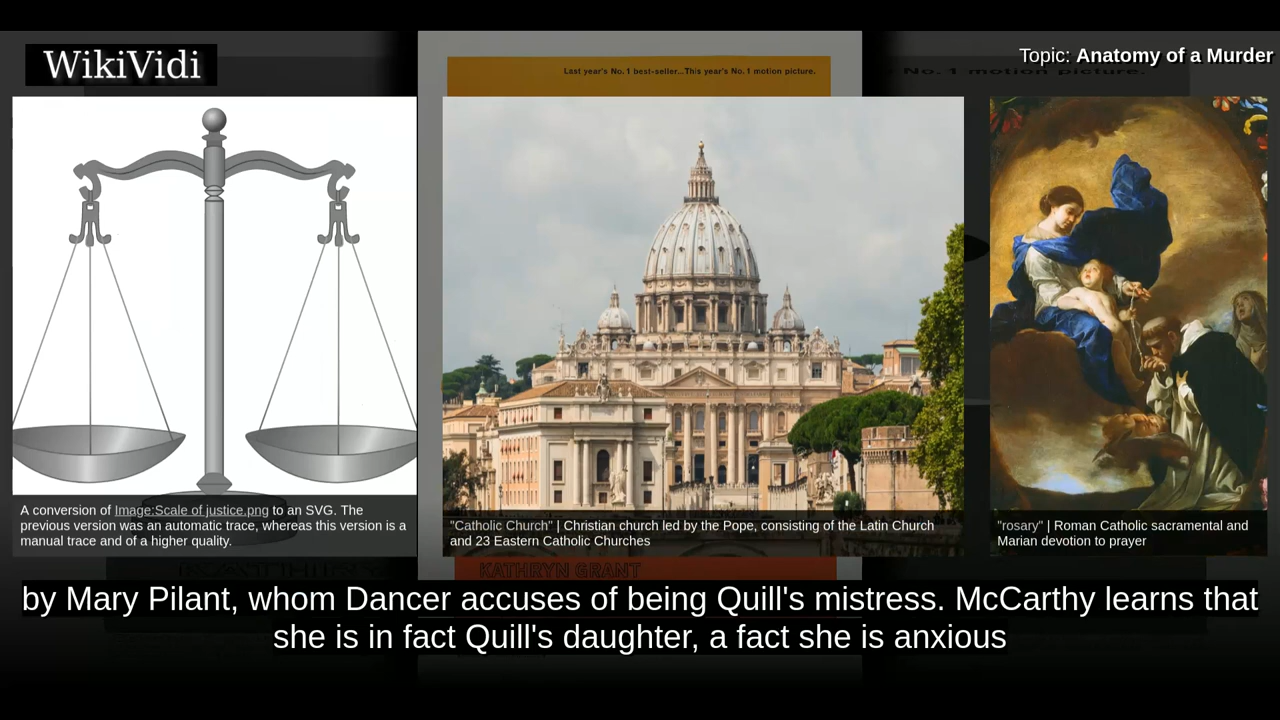 WikiVidi
Topic: Anatomy of a Murder
Last year's No. 1 best-seller...This year's No. 1 motion picture.
No. 1 motion picture.
A conversion of Image:Scale of justice.png to an SVG. The
previous version was an automatic trace, whereas this version is a
manual trace and of a higher quality.
"Catholic Church" | Christian church led by the Pope, consisting of the Latin Church
and 23 Eastern Catholic Churches
"rosary" | Roman Catholic sacramental and
Marian devotion to prayer
KATHRYN GRANT
by Mary Pilant, whom Dancer accuses of being Quill's mistress. McCarthy learns that
she is in fact Quill's daughter, a fact she is anxious